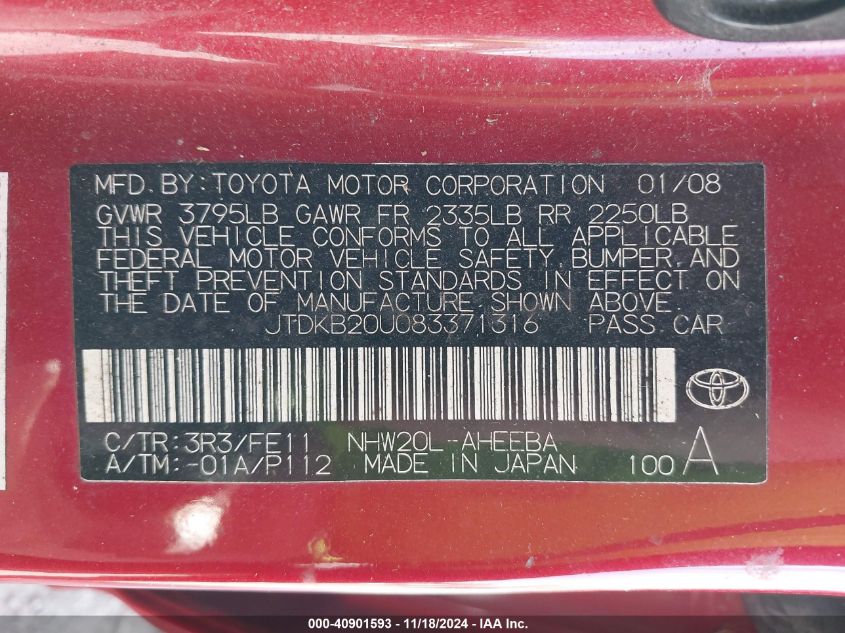 MFD. BY: TOYOTA MOTOR CORPORATION 01/08
GVWR 3795LB GAWR FR 2335LB RR 2250LB
THIS VEHICLE CONFORMS TO ALL APPLICABLE
FEDERAL MOTOR VEHICLE SAFETY, BUMPER, AND
THEFT PREVENTION STANDARDS IN EFFECT ON
THE DATE OF MANUFACTURE SHOWN ABOVE.
JTDKB20U083371316 PASS. CAR
C/TR: 3R3/FE11 NHW20L-AHEEBA
A/TM: -01A/P112 MADE IN JAPAN 100 A
000-40901593 - 11/18/2024 - IAA Inc.